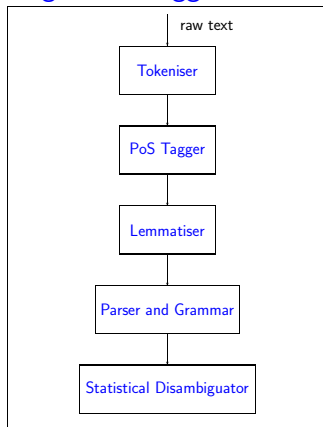 raw text
Tokeniser
PoS Tagger
Lemmatiser
Parser and Grammar
Statistical Disambiguator